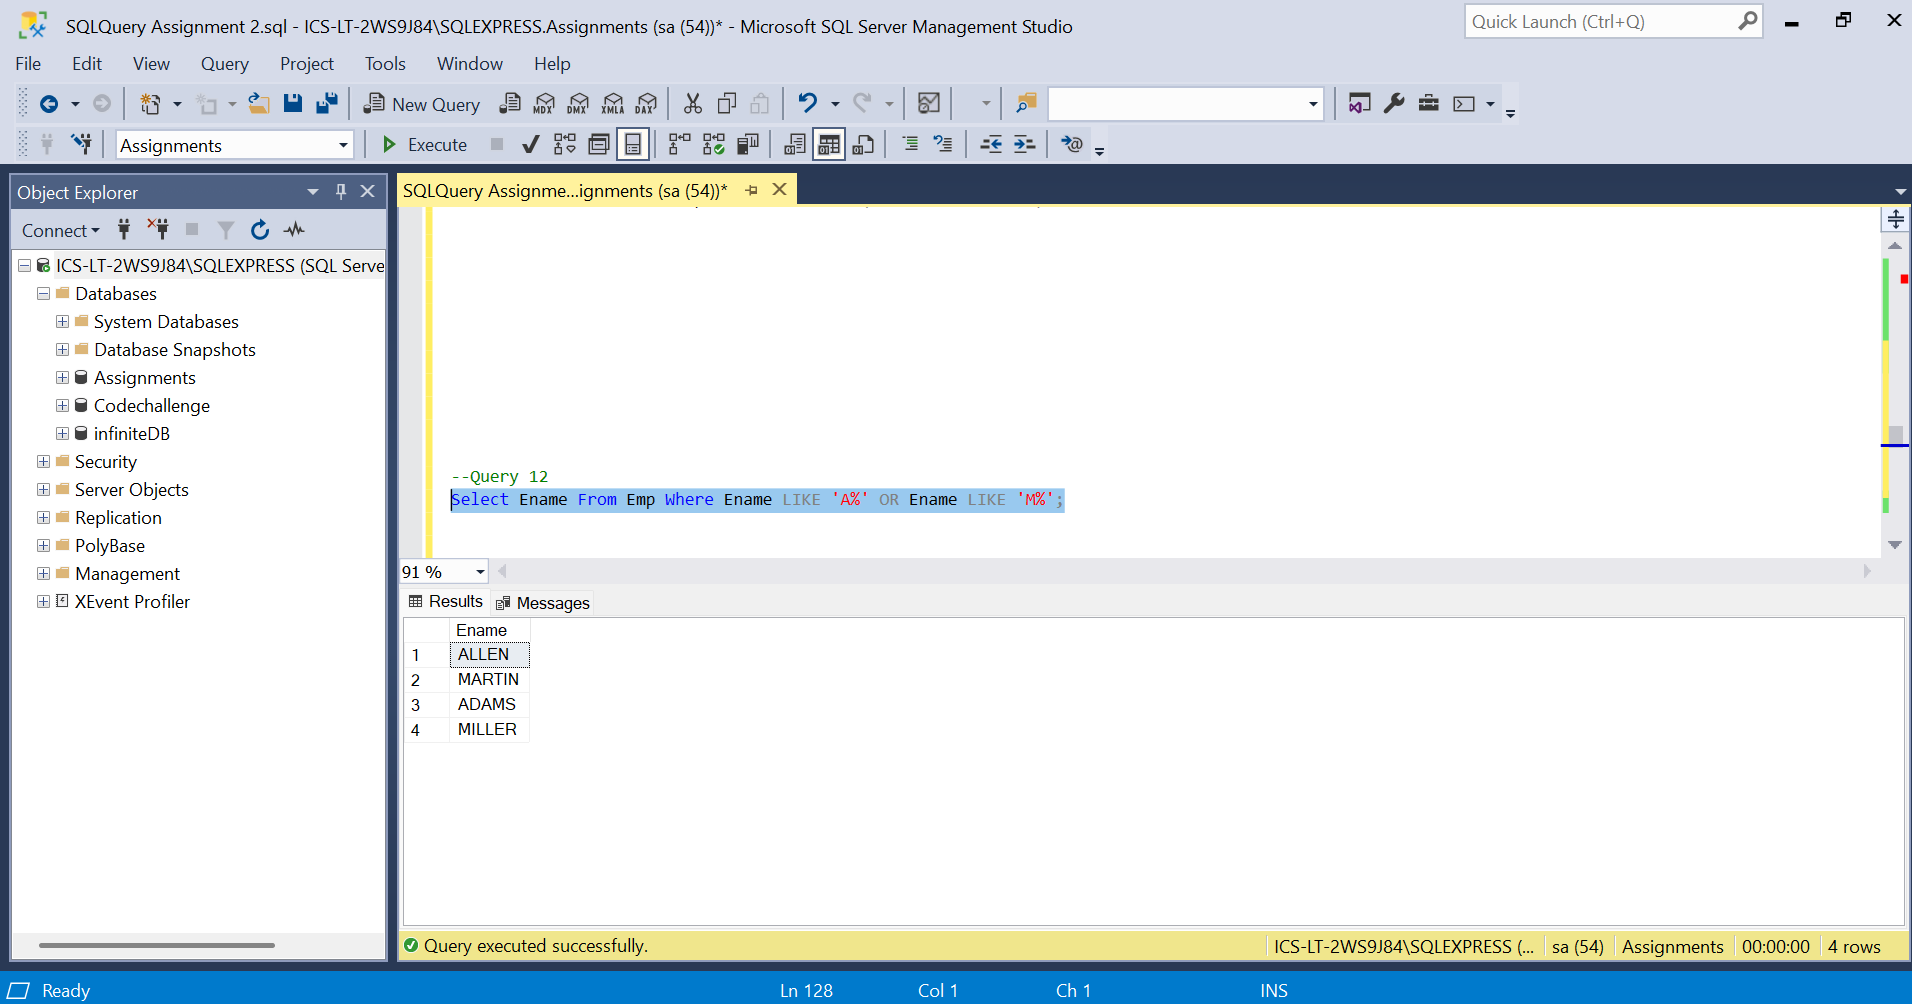 SQLQuery Assignment 2.sql - ICS-LT-2WS9J84\SQLEXPRESS.Assignments (sa (54))* - Microsoft SQL Server Management Studio
Quick Launch (Ctrl+Q)
File Edit View Query Project Tools Window Help
New Query MDX DMX XMLA DAX
Assignments Execute
Object Explorer
SQLQuery Assignme...ignments (sa (54))*
Connect
ICS-LT-2WS9J84\SQLEXPRESS (SQL Serve
Databases
System Databases
Database Snapshots
Assignments
Codechallenge
infiniteDB
Security
Server Objects
Replication
PolyBase
Management
XEvent Profiler
--Query 12
Select Ename From Emp Where Ename LIKE 'A%' OR Ename LIKE 'M%';
91 %
Results Messages
Ename
1 ALLEN
2 MARTIN
3 ADAMS
4 MILLER
Query executed successfully.
ICS-LT-2WS9J84\SQLEXPRESS (... sa (54) Assignments 00:00:00 4 rows
Ready Ln 128 Col 1 Ch 1 INS